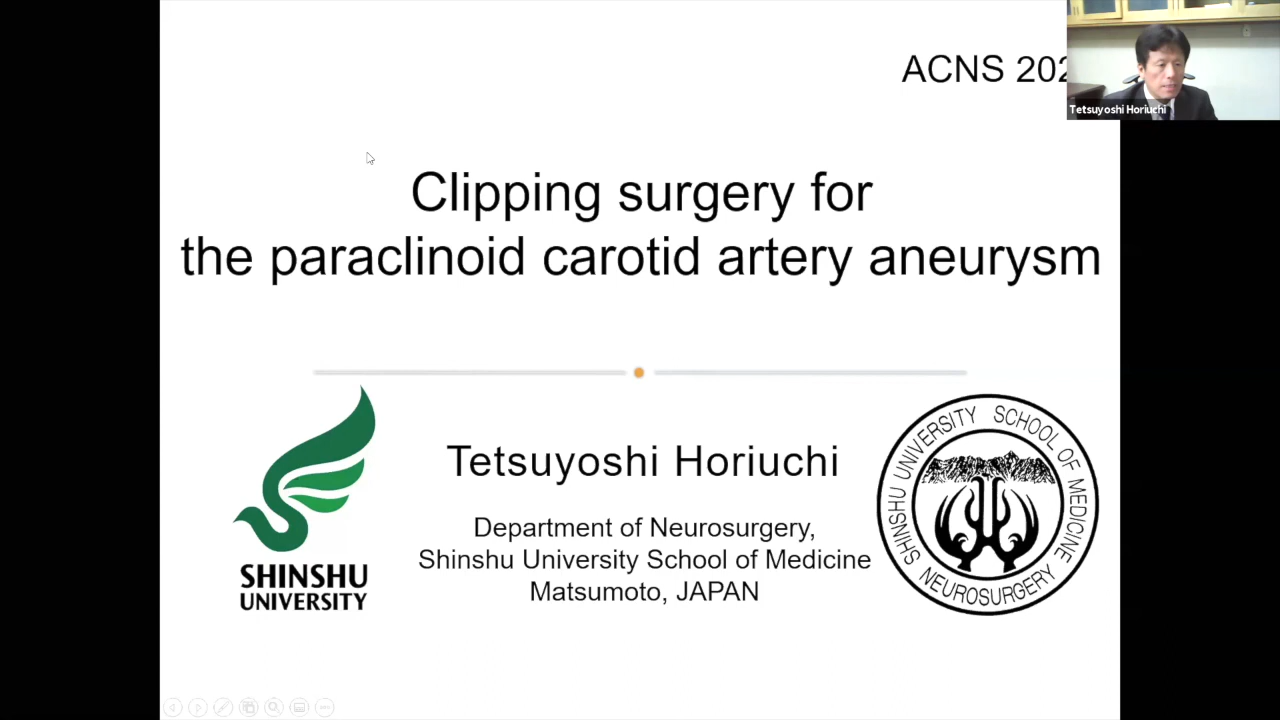 ACNS 202
Tetsuyoshi Horiuchi
Clipping surgery for
the paraclinoid carotid artery aneurysm
Tetsuyoshi Horiuchi
Department of Neurosurgery,
Shinshu University School of Medicine
Matsumoto, JAPAN
SHINSHU
UNIVERSITY
SHINSHU UNIVERSITY SCHOOL OF MEDICINE
NEUROSURGERY